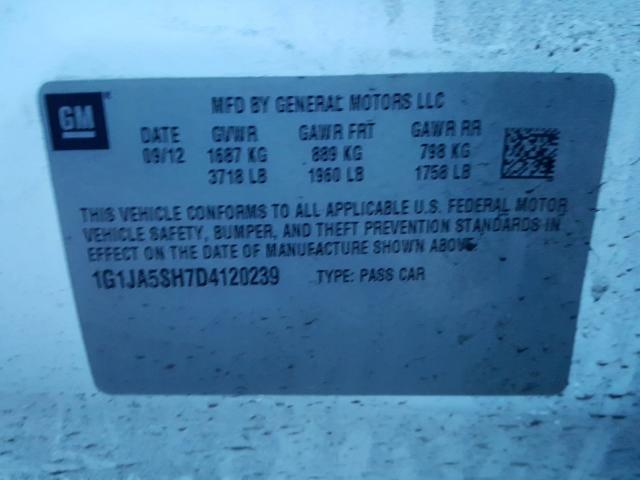 GM
MFD BY GENERAL MOTORS LLC
DATE GVWR GAWR FRT GAWR RR
09/12 1687 KG 889 KG 798 KG
3718 LB 1960 LB 1758 LB
THIS VEHICLE CONFORMS TO ALL APPLICABLE U.S. FEDERAL MOTOR
VEHICLE SAFETY, BUMPER, AND THEFT PREVENTION STANDARDS IN
EFFECT ON THE DATE OF MANUFACTURE SHOWN ABOVE.
1G1JA5SH7D4120239 TYPE: PASS CAR